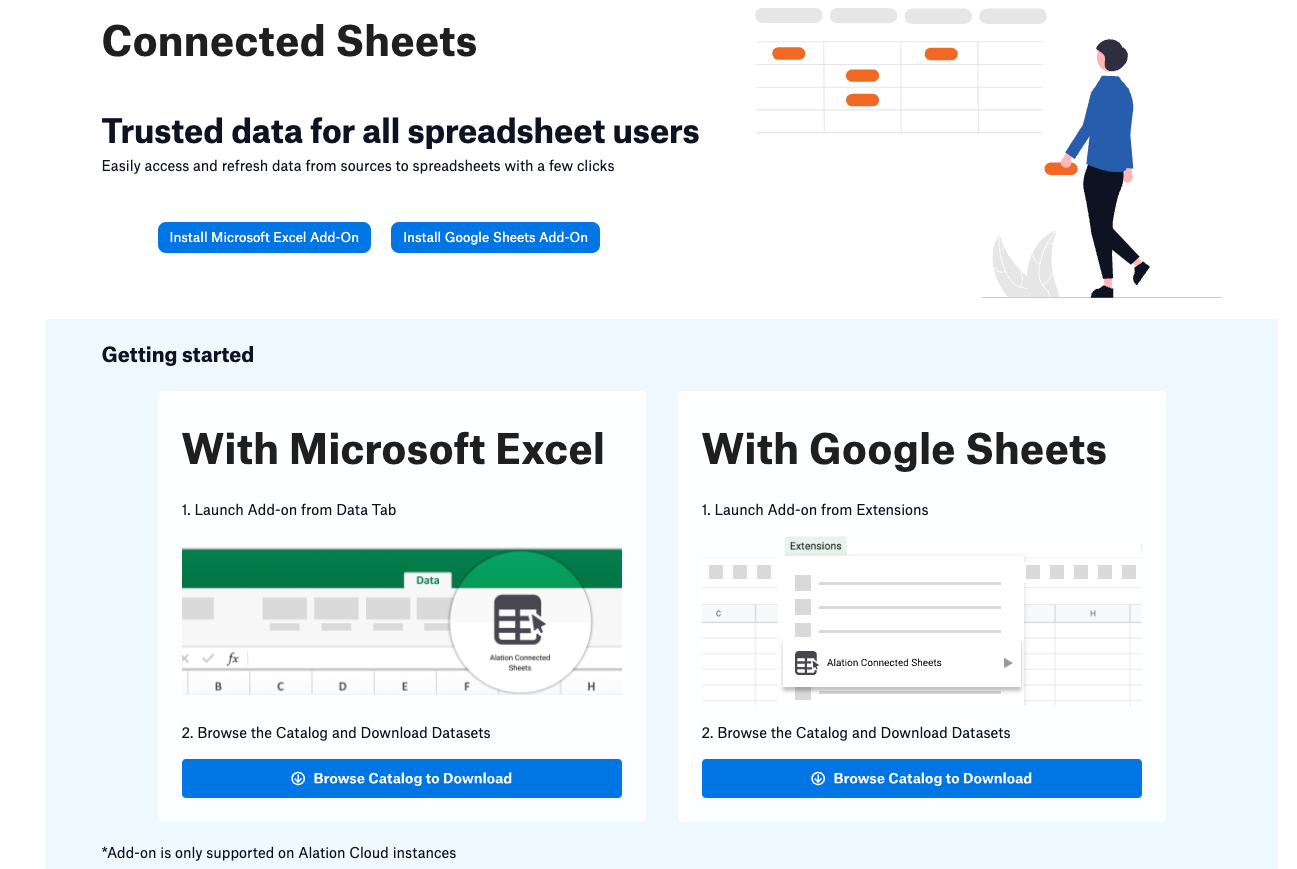 Connected Sheets
Trusted data for all spreadsheet users
Easily access and refresh data from sources to spreadsheets with a few clicks
Install Microsoft Excel Add-On
Install Google Sheets Add-On
Getting started
With Microsoft Excel
1. Launch Add-on from Data Tab
Data
Alation Connected
Sheets
fx
B C D E F H
2. Browse the Catalog and Download Datasets
Browse Catalog to Download
With Google Sheets
1. Launch Add-on from Extensions
Extensions
C H
Alation Connected Sheets
2. Browse the Catalog and Download Datasets
Browse Catalog to Download
*Add-on is only supported on Alation Cloud instances